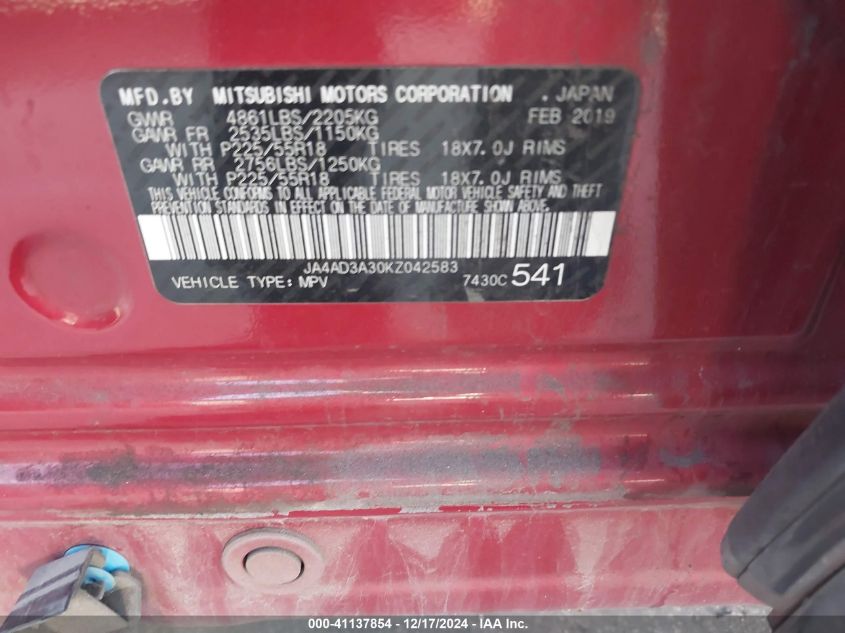 MFD.BY MITSUBISHI MOTORS CORPORATION . JAPAN
GVWR 4861LBS/2205KG FEB 2019
GAWR FR 2535LBS/1150KG
WITH P225/55R18 TIRES 18X7.0J RIMS
GAWR RR 2756LBS/1250KG
WITH P225/55R18 TIRES 18X7.0J RIMS
THIS VEHICLE CONFORMS TO ALL APPLICABLE FEDERAL MOTOR VEHICLE SAFETY AND THEFT
PREVENTION STANDARDS IN EFFECT ON THE DATE OF MANUFACTURE SHOWN ABOVE.
JA4AD3A30KZ042583
VEHICLE TYPE: MPV 7430C 541
000-41137854 - 12/17/2024 - IAA Inc.